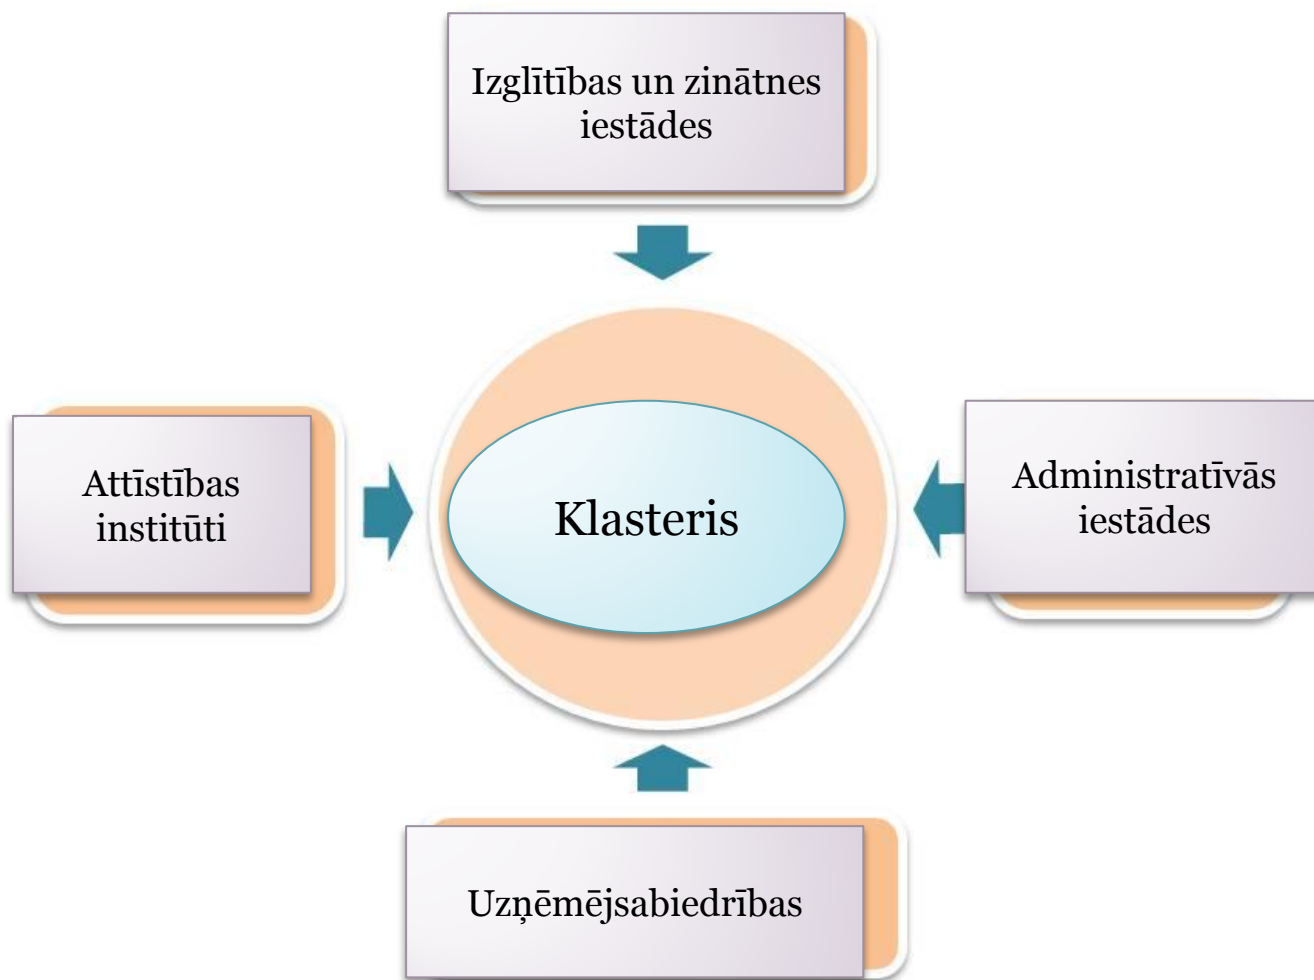 Izglītības un zinātnes
iestādes
Attīstības
institūti
Klasteris
Administratīvās
iestādes
Uzņēmējsabiedrības